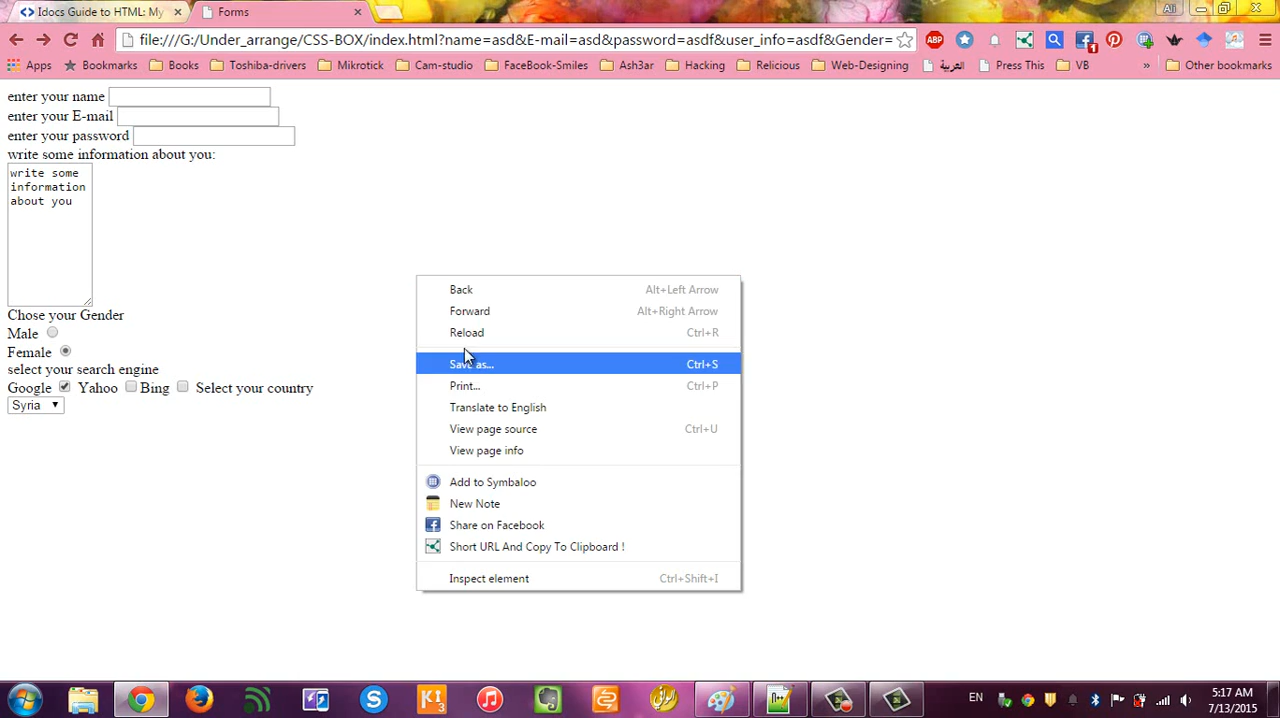 Idocs Guide to HTML: My
Forms
Ali
file:///G:/Under_arrange/CSS-BOX/index.html?name=asd&E-mail=asd&password=asdf&user_info=asdf&Gender=
ABP
1
Apps
Bookmarks
Books
Toshiba-drivers
Mikrotick
Cam-studio
FaceBook-Smiles
Ash3ar
Hacking
Relicious
Web-Designing
العربية
Press This
VB
»
Other bookmarks
enter your name
enter your E-mail
enter your password
write some information about you:
write some
information
about you
Chose your Gender
Male
Female
select your search engine
Google Yahoo Bing Select your country
Syria
Back Alt+Left Arrow
Forward Alt+Right Arrow
Reload Ctrl+R
Save as... Ctrl+S
Print... Ctrl+P
Translate to English
View page source Ctrl+U
View page info
Add to Symbaloo
New Note
Share on Facebook
Short URL And Copy To Clipboard !
Inspect element Ctrl+Shift+I
EN
5:17 AM
7/13/2015